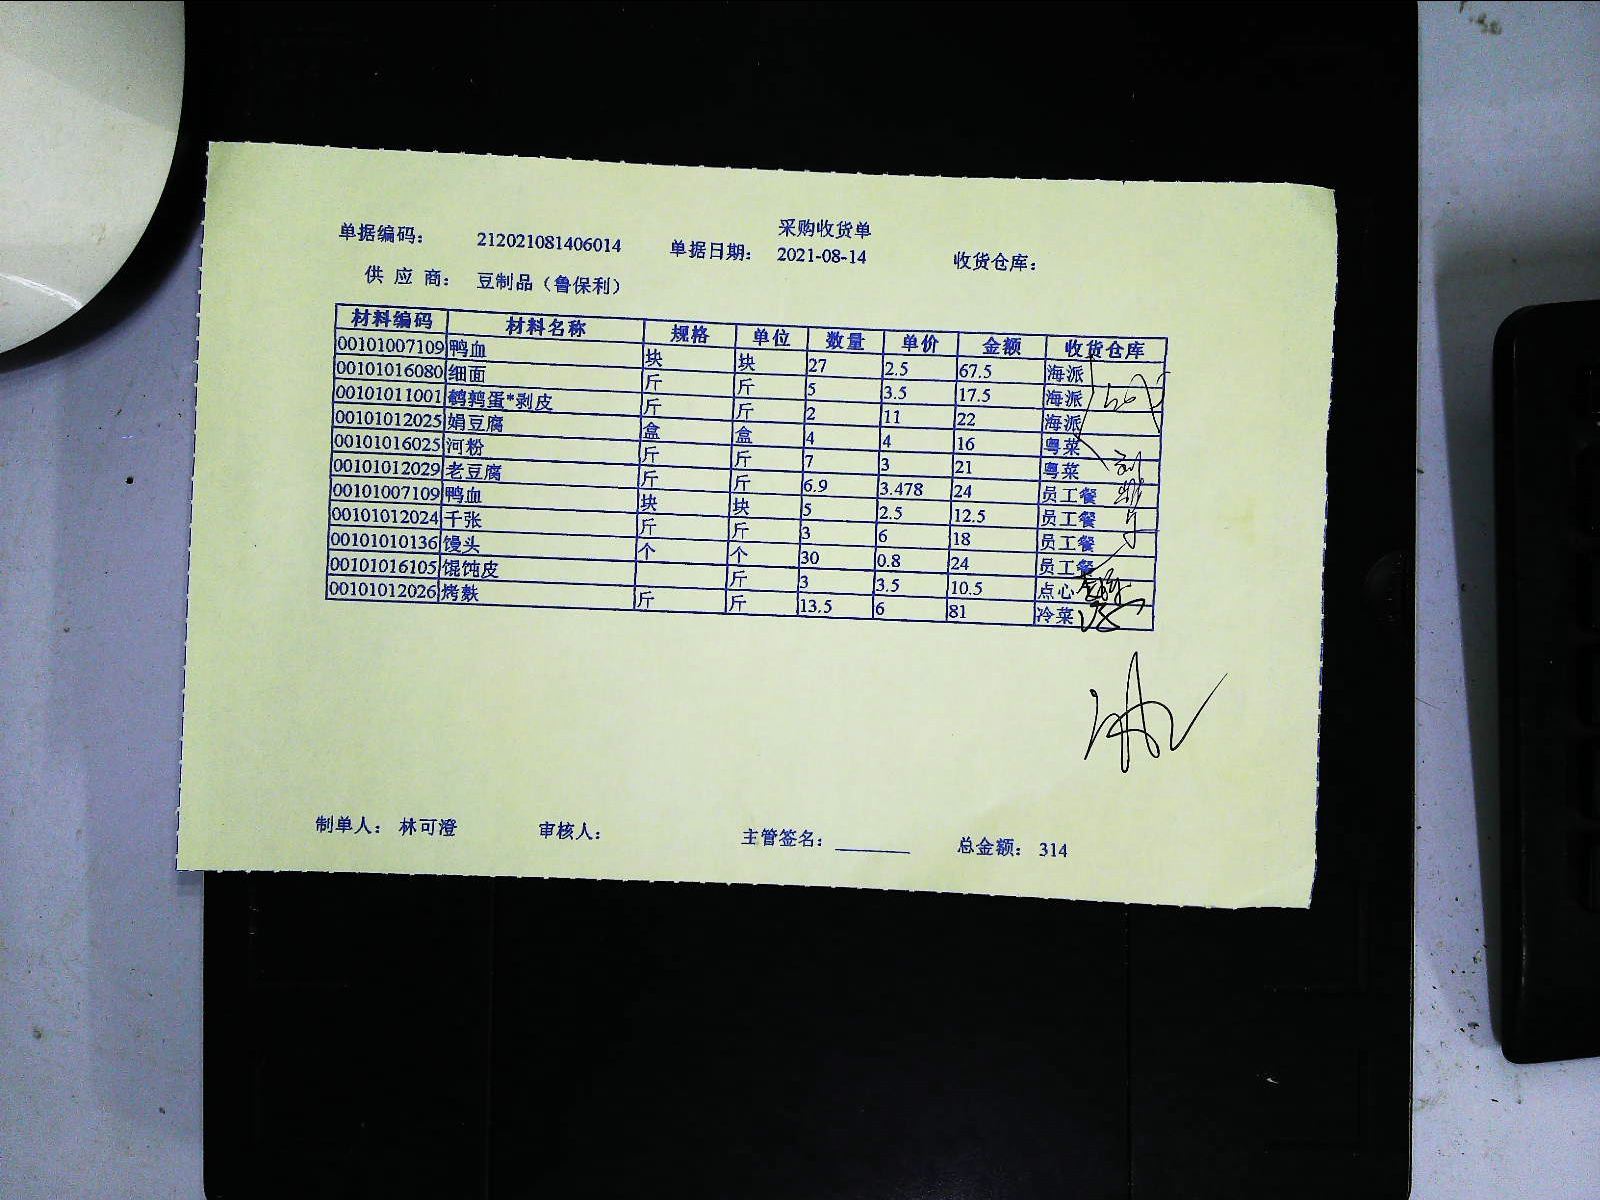 采购收货单
单据编码： 212021081406014 单据日期： 2021-08-14 收货仓库：
供 应 商： 豆制品（鲁保利）
材料编码 材料名称 规格 单位 数量 单价 金额 收货仓库
00101007109 鸭血 块 块 27 2.5 67.5 海派
00101016080 细面 斤 斤 5 3.5 17.5 海派
00101011001 鹌鹑蛋*剥皮 斤 斤 2 11 22 海派
00101012025 娟豆腐 盒 盒 4 4 16 粤菜
00101016025 河粉 斤 斤 7 3 21 粤菜
00101012029 老豆腐 斤 斤 6.9 3.478 24 员工餐
00101007109 鸭血 块 块 5 2.5 12.5 员工餐
00101012024 千张 斤 斤 3 6 18 员工餐
00101010136 馒头 个 个 30 0.8 24 员工餐
00101016105 馄饨皮 斤 3 3.5 10.5 点心
00101012026 烤麸 斤 斤 13.5 6 81 冷菜
制单人： 林可澄 审核人： 主管签名： 总金额： 314